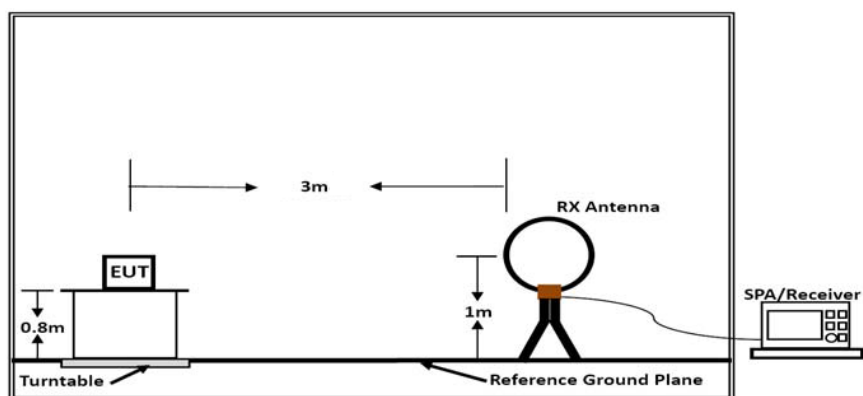 3m
RX Antenna
EUT
SPA/Receiver
0.8m
1m
Turntable
Reference Ground Plane